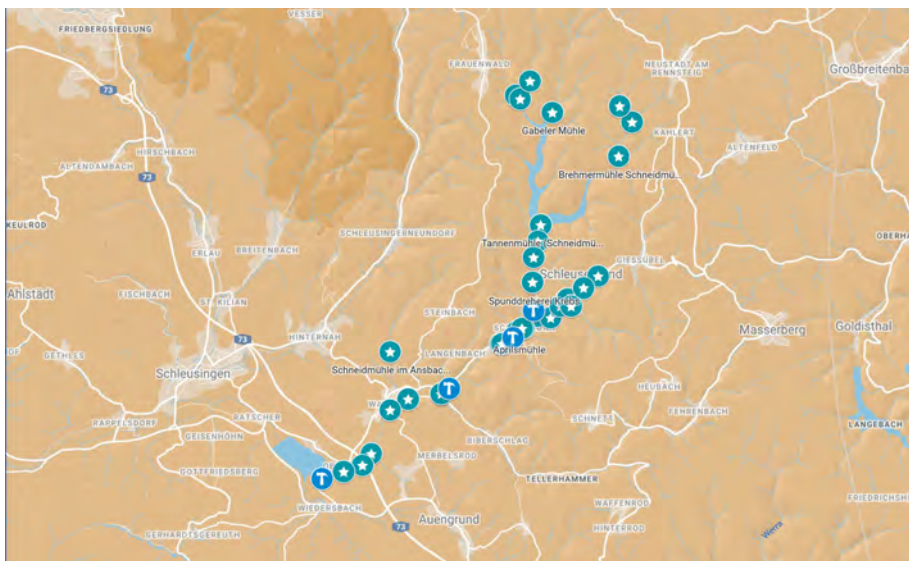 VESSER
FRIEDBERGSIEDLUNG
FRAUENWALD
NEUSTADT AM
RENNSTEIG
Großbreitenba
73
Gabeler Mühle
KAHLERT
ALTENFELD
HIRSCHBACH
ALTENDAMBACH
73
Brehmermühle Schneidmü...
KEULROD
SCHLEUSINGERNEUNDORF
ERLAU
BREITENBACH
Tannenmühle (Schneidmü...
OBERHA
GIESSÜBEL
FISCHBACH
Ahlstädt
ST. KILIAN
Spunddreherei Krebs
STEINBACH
HINTERNAH
73
Masserberg
Goldisthal
GETHLES
LANGENBACH
Aprilsmühle
Schleusingen
Schneidmühle im Ansbac...
HEUBACH
FEHRENBACH
SCHNETT
RAPPELSDORF
RATSCHER
LANGEBACH
GEISENHÖHN
BIBERSCHLAG
MERBELSROD
GOTTFRIEDSBERG
TELLERHAMMER
FRIEDRICHSH
WIEDERSBACH
WAFFENROD
Auengrund
73
HINTERROD
GERHARDTSGEREUTH
Werra